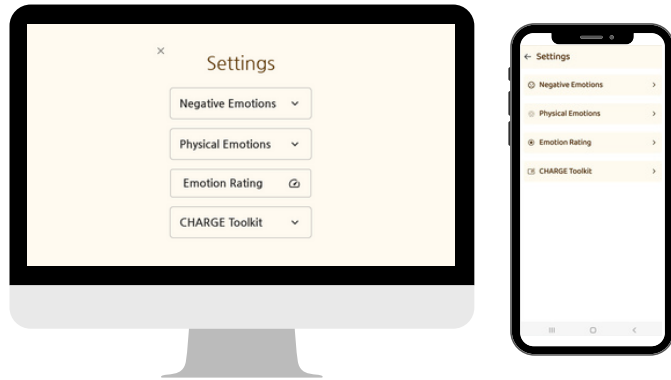 Settings
Negative Emotions
Physical Emotions
Emotion Rating
CHARGE Toolkit
Settings
Negative Emotions
Physical Emotions
Emotion Rating
CHARGE Toolkit